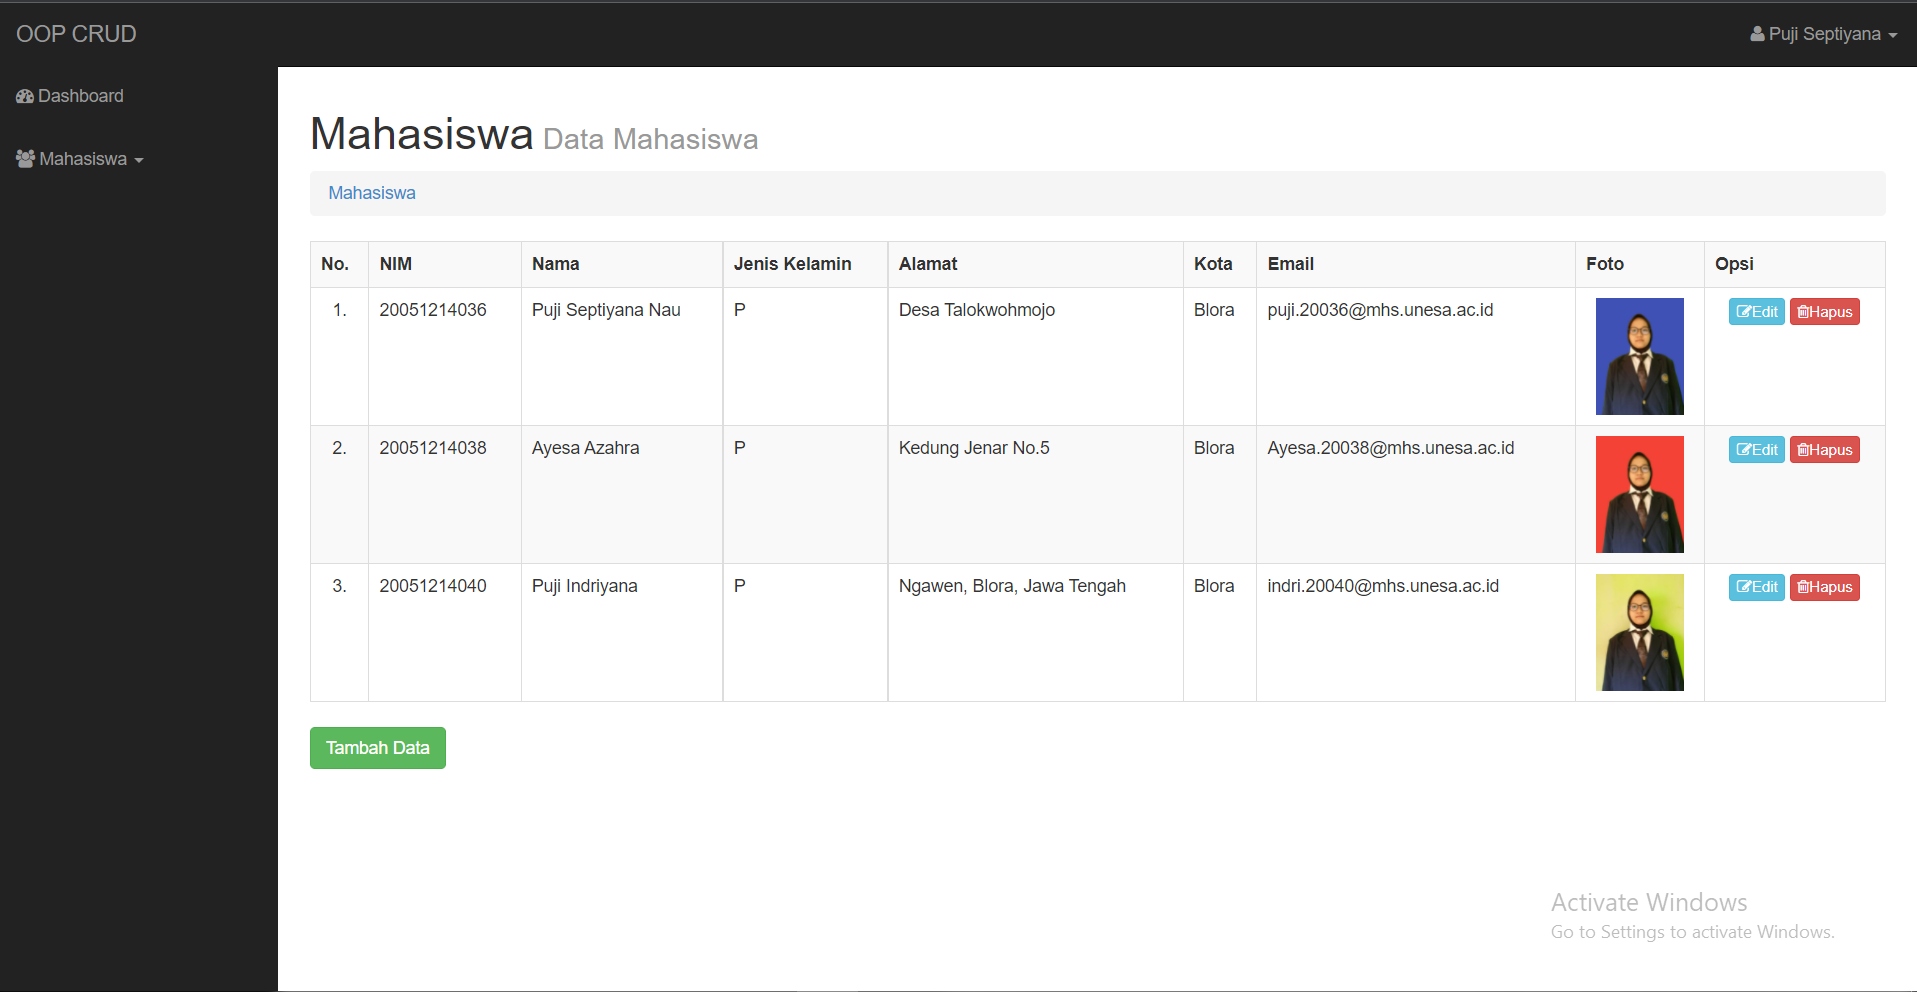 OOP CRUD
Puji Septiyana
Dashboard
Mahasiswa
Mahasiswa Data Mahasiswa
Mahasiswa
No. NIM Nama Jenis Kelamin Alamat Kota Email Foto Opsi
1. 20051214036 Puji Septiyana Nau P Desa Talokwohmojo Blora puji.20036@mhs.unesa.ac.id Edit Hapus
2. 20051214038 Ayesa Azahra P Kedung Jenar No.5 Blora Ayesa.20038@mhs.unesa.ac.id Edit Hapus
3. 20051214040 Puji Indriyana P Ngawen, Blora, Jawa Tengah Blora indri.20040@mhs.unesa.ac.id Edit Hapus
Tambah Data
Activate Windows
Go to Settings to activate Windows.